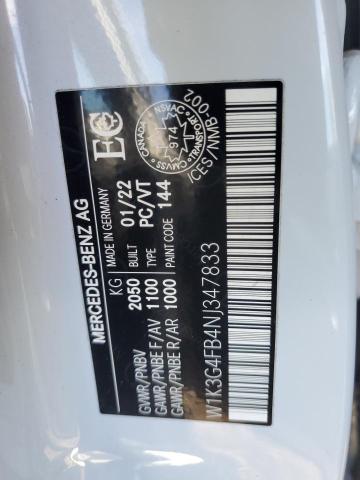 MERCEDES-BENZ AG
MADE IN GERMANY
EC
KG
GVWR/PNBV 2050 BUILT 01/22
GAWR/PNBE F/AV 1100 TYPE PC/VT
GAWR/PNBE R/AR 1000 PAINT CODE 144
CANADA
NSVAC
974
CMVSS
TRANSPORT
ICES/NMB-002
W1K3G4FB4NJ347833